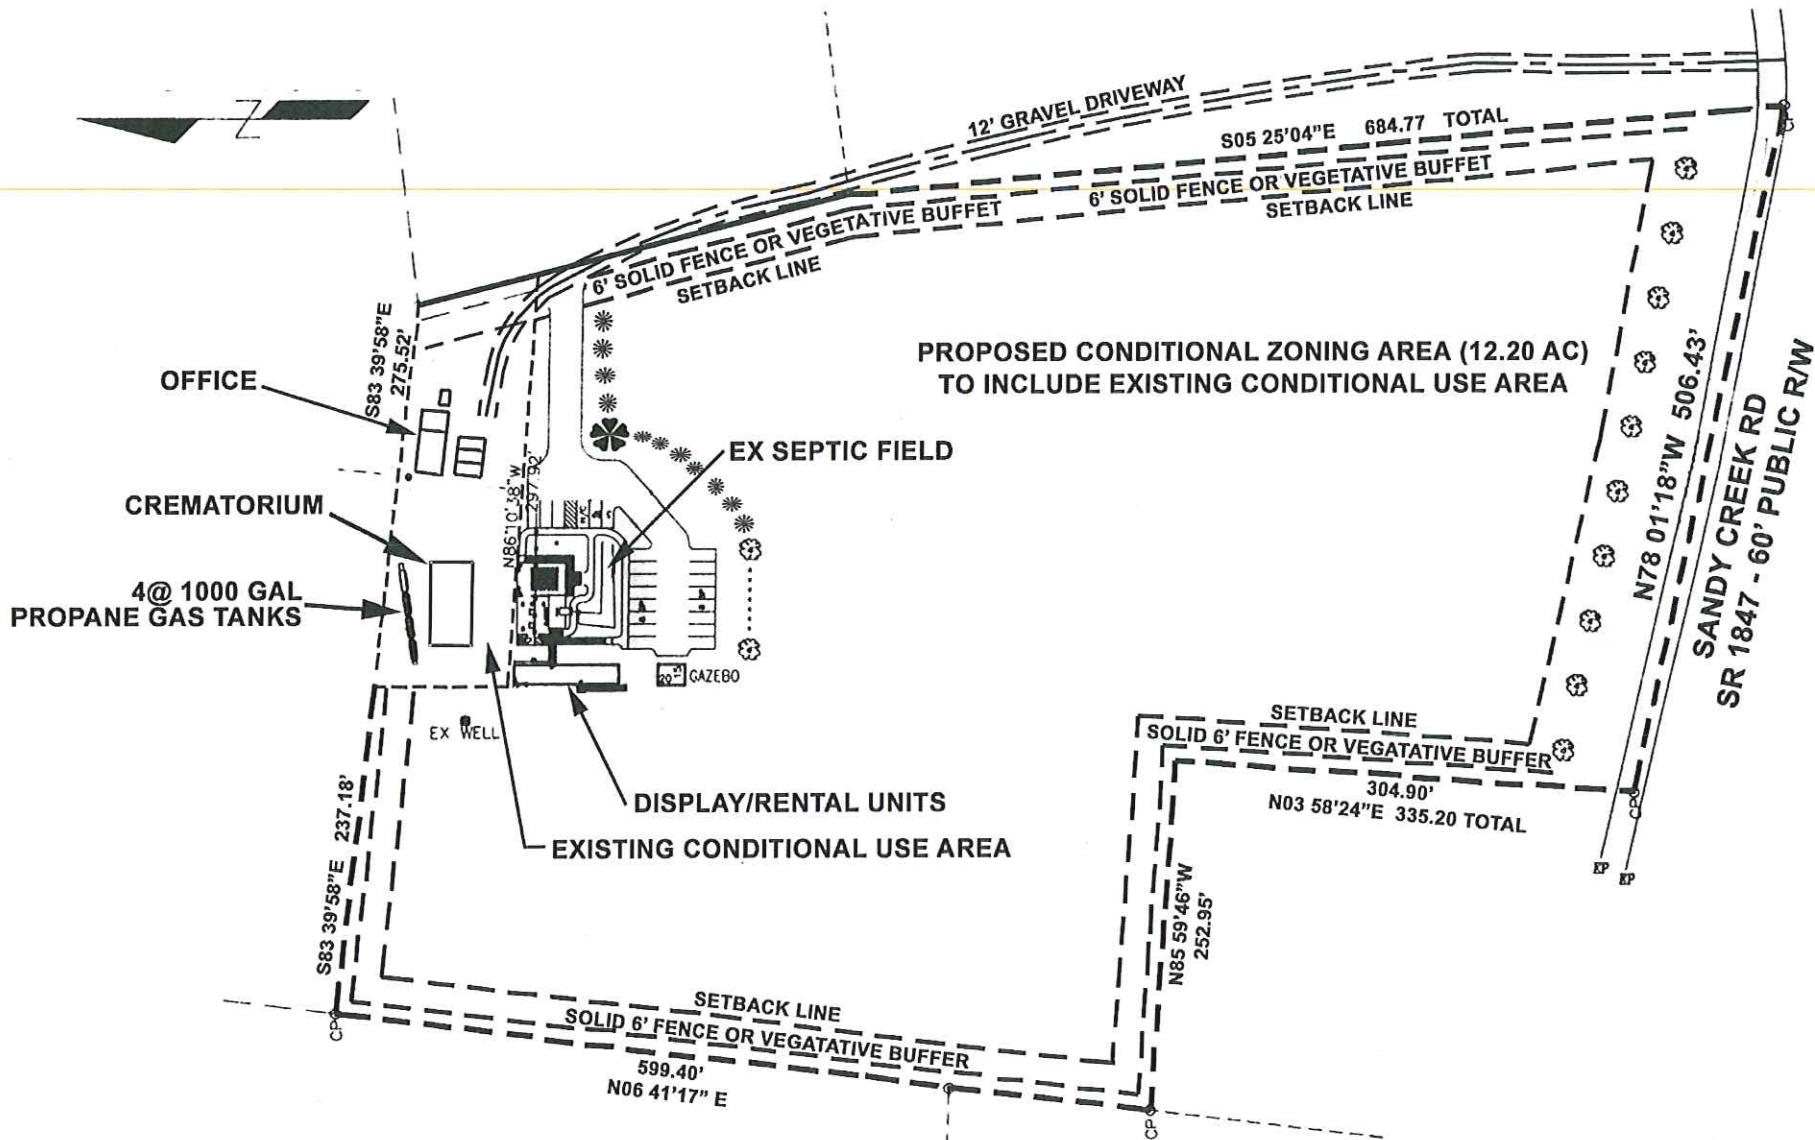 N
12' GRAVEL DRIVEWAY
S05 25'04"E 684.77 TOTAL
6' SOLID FENCE OR VEGETATIVE BUFFET
SETBACK LINE
6' SOLID FENCE OR VEGETATIVE BUFFET
SETBACK LINE
CP
S83 39'58"E
275.52'
OFFICE
PROPOSED CONDITIONAL ZONING AREA (12.20 AC)
TO INCLUDE EXISTING CONDITIONAL USE AREA
N78 01'18"W 506.43'
SANDY CREEK RD
SR 1847 - 60' PUBLIC R/W
EX SEPTIC FIELD
CREMATORIUM
N86°10'38"W
297.92'
H/C
4@ 1000 GAL
PROPANE GAS TANKS
GAZEBO
EX WELL
SETBACK LINE
SOLID 6' FENCE OR VEGATATIVE BUFFER
304.90'
N03 58'24"E 335.20 TOTAL
CP
EP
EP
DISPLAY/RENTAL UNITS
EXISTING CONDITIONAL USE AREA
S83 39'58"E 237.18'
N85 59'46"W
252.95'
SETBACK LINE
SOLID 6' FENCE OR VEGATATIVE BUFFER
599.40'
N06 41'17" E
CP
CP